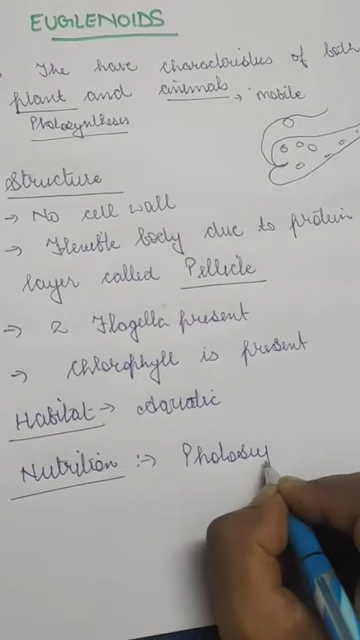 EUGLENOIDS
The have characteristics of both
plant and animals → mobile
Photosynthesis
Structure
→ No cell wall
→ Flexible body due to protein
layer called Pellicle
→ 2 Flagella present
→ Chlorophyll is present
Habitat → Aquatic
Nutrition :→ Photosy